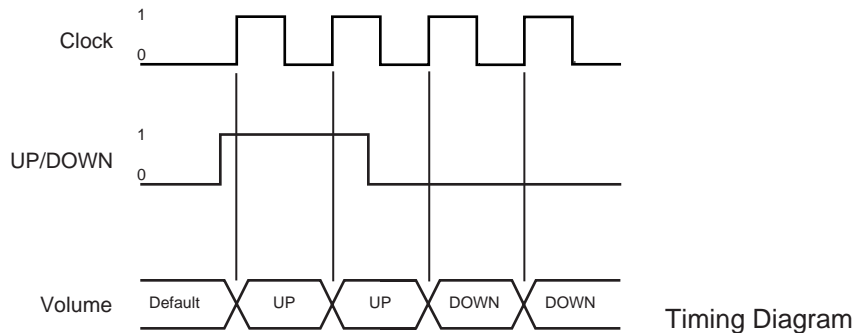 1
Clock
0
1
UP/DOWN
0
Volume Default UP UP DOWN DOWN
Timing Diagram